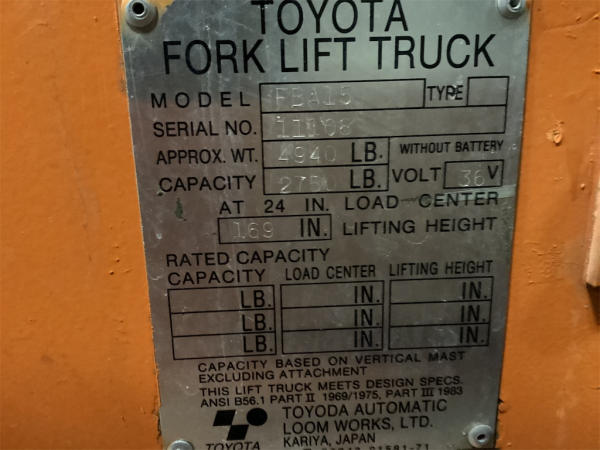 TOYOTA
FORK LIFT TRUCK
MODEL FBA15 TYPE
SERIAL NO.
APPROX. WT. 4940 LB. WITHOUT BATTERY
CAPACITY 2750 LB. VOLT 36 V
AT 24 IN. LOAD CENTER
169 IN. LIFTING HEIGHT
RATED CAPACITY
CAPACITY LOAD CENTER LIFTING HEIGHT
LB. IN. IN.
LB. IN. IN.
LB. IN. IN.
CAPACITY BASED ON VERTICAL MAST
EXCLUDING ATTACHMENT
THIS LIFT TRUCK MEETS DESIGN SPECS.
ANSI B56.1 PART II 1969/1975, PART III 1983
TOYOTA
TOYODA AUTOMATIC
LOOM WORKS, LTD.
KARIYA, JAPAN